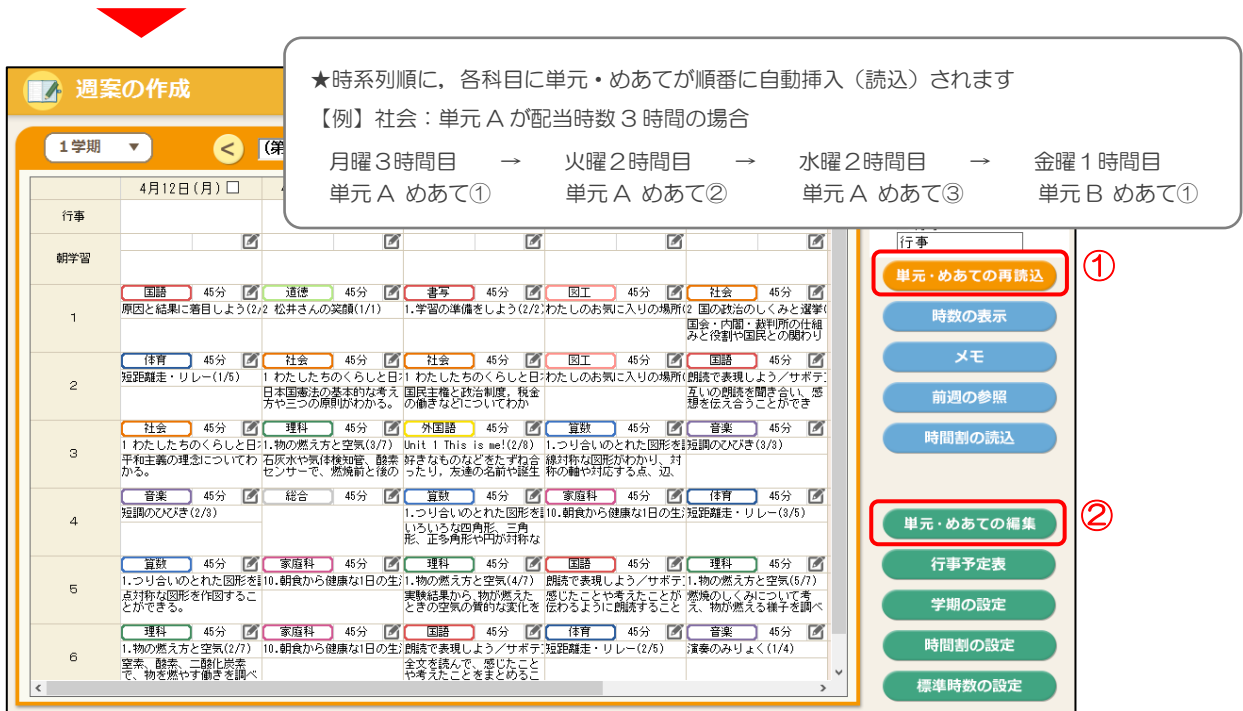 ★時系列順に，各科目に単元・めあてが順番に自動挿入（読込）されます
【例】社会：単元 A が配当時数 3 時間の場合
月曜３時間目 → 火曜２時間目 → 水曜２時間目 → 金曜１時間目
単元 A めあて① 単元 A めあて② 単元 A めあて③ 単元 B めあて①
週案の作成
1学期 ▼ < (第
4月12日(月)
行事
朝学習
1
国語 45分 道徳 45分 書写 45分 図工 45分 社会 45分
原因と結果に着目しよう(2/ 2 松井さんの笑顔(1/1) 1.学習の準備をしよう(2/2) わたしのお気に入りの場所( 2 国の政治のしくみと選挙(
国会・内閣・裁判所の仕組
みと役割や国民との関わり
2
体育 45分 社会 45分 社会 45分 図工 45分 国語 45分
短距離走・リレー(1/5) 1 わたしたちのくらしと日 1 わたしたちのくらしと日 わたしのお気に入りの場所( 朗読で表現しよう／サボテ
日本国憲法の基本的な考え 国民主権と政治制度，税金 互いの朗読を聞き合い、感
方や三つの原則がわかる。 の働きなどについてわか 想を伝え合うことができ
3
社会 45分 理科 45分 外国語 45分 算数 45分 音楽 45分
1 わたしたちのくらしと日 1.物の燃え方と空気(3/7) Unit 1 This is me!(2/8) 1.つり合いのとれた図形を 短調のひびき(3/3)
平和主義の理念についてわ 石灰水や気体検知管、酸素 好きなものなどをたずね合 線対称な図形がわかり、対
かる。 センサーで、燃焼前と後の ったり，友達の名前や誕生 称の軸や対応する点、辺、
4
音楽 45分 総合 45分 算数 45分 家庭科 45分 体育 45分
短調のひびき(2/3) 1.つり合いのとれた図形を 10.朝食から健康な1日の生 短距離走・リレー(3/5)
いろいろな四角形、三角
形、正多角形や円が対称な
5
算数 45分 家庭科 45分 理科 45分 国語 45分 理科 45分
1.つり合いのとれた図形を 10.朝食から健康な1日の生 1.物の燃え方と空気(4/7) 朗読で表現しよう／サボテ 1.物の燃え方と空気(5/7)
点対称な図形を作図するこ 実験結果から,物が燃えた 感じたことや考えたことが 燃焼のしくみについて考
とができる。 ときの空気の質的な変化を 伝わるように朗読すること え、物が燃える様子を調べ
6
理科 45分 家庭科 45分 国語 45分 体育 45分 音楽 45分
1.物の燃え方と空気(2/7) 10.朝食から健康な1日の生 朗読で表現しよう／サボテ 短距離走・リレー(2/5) 演奏のみりょく(1/4)
窒素、酸素、二酸化炭素 全文を読んで、感じたこと
で、物を燃やす働きを調べ や考えたことをまとめるこ
行事
単元・めあての再読込 ①
時数の表示
メモ
前週の参照
時間割の読込
単元・めあての編集 ②
行事予定表
学期の設定
時間割の設定
標準時数の設定